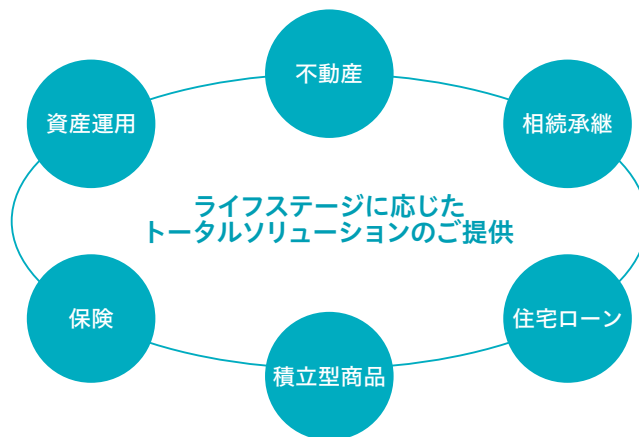 不動産
資産運用
相続承継
ライフステージに応じた
トータルソリューションのご提供
保険
住宅ローン
積立型商品